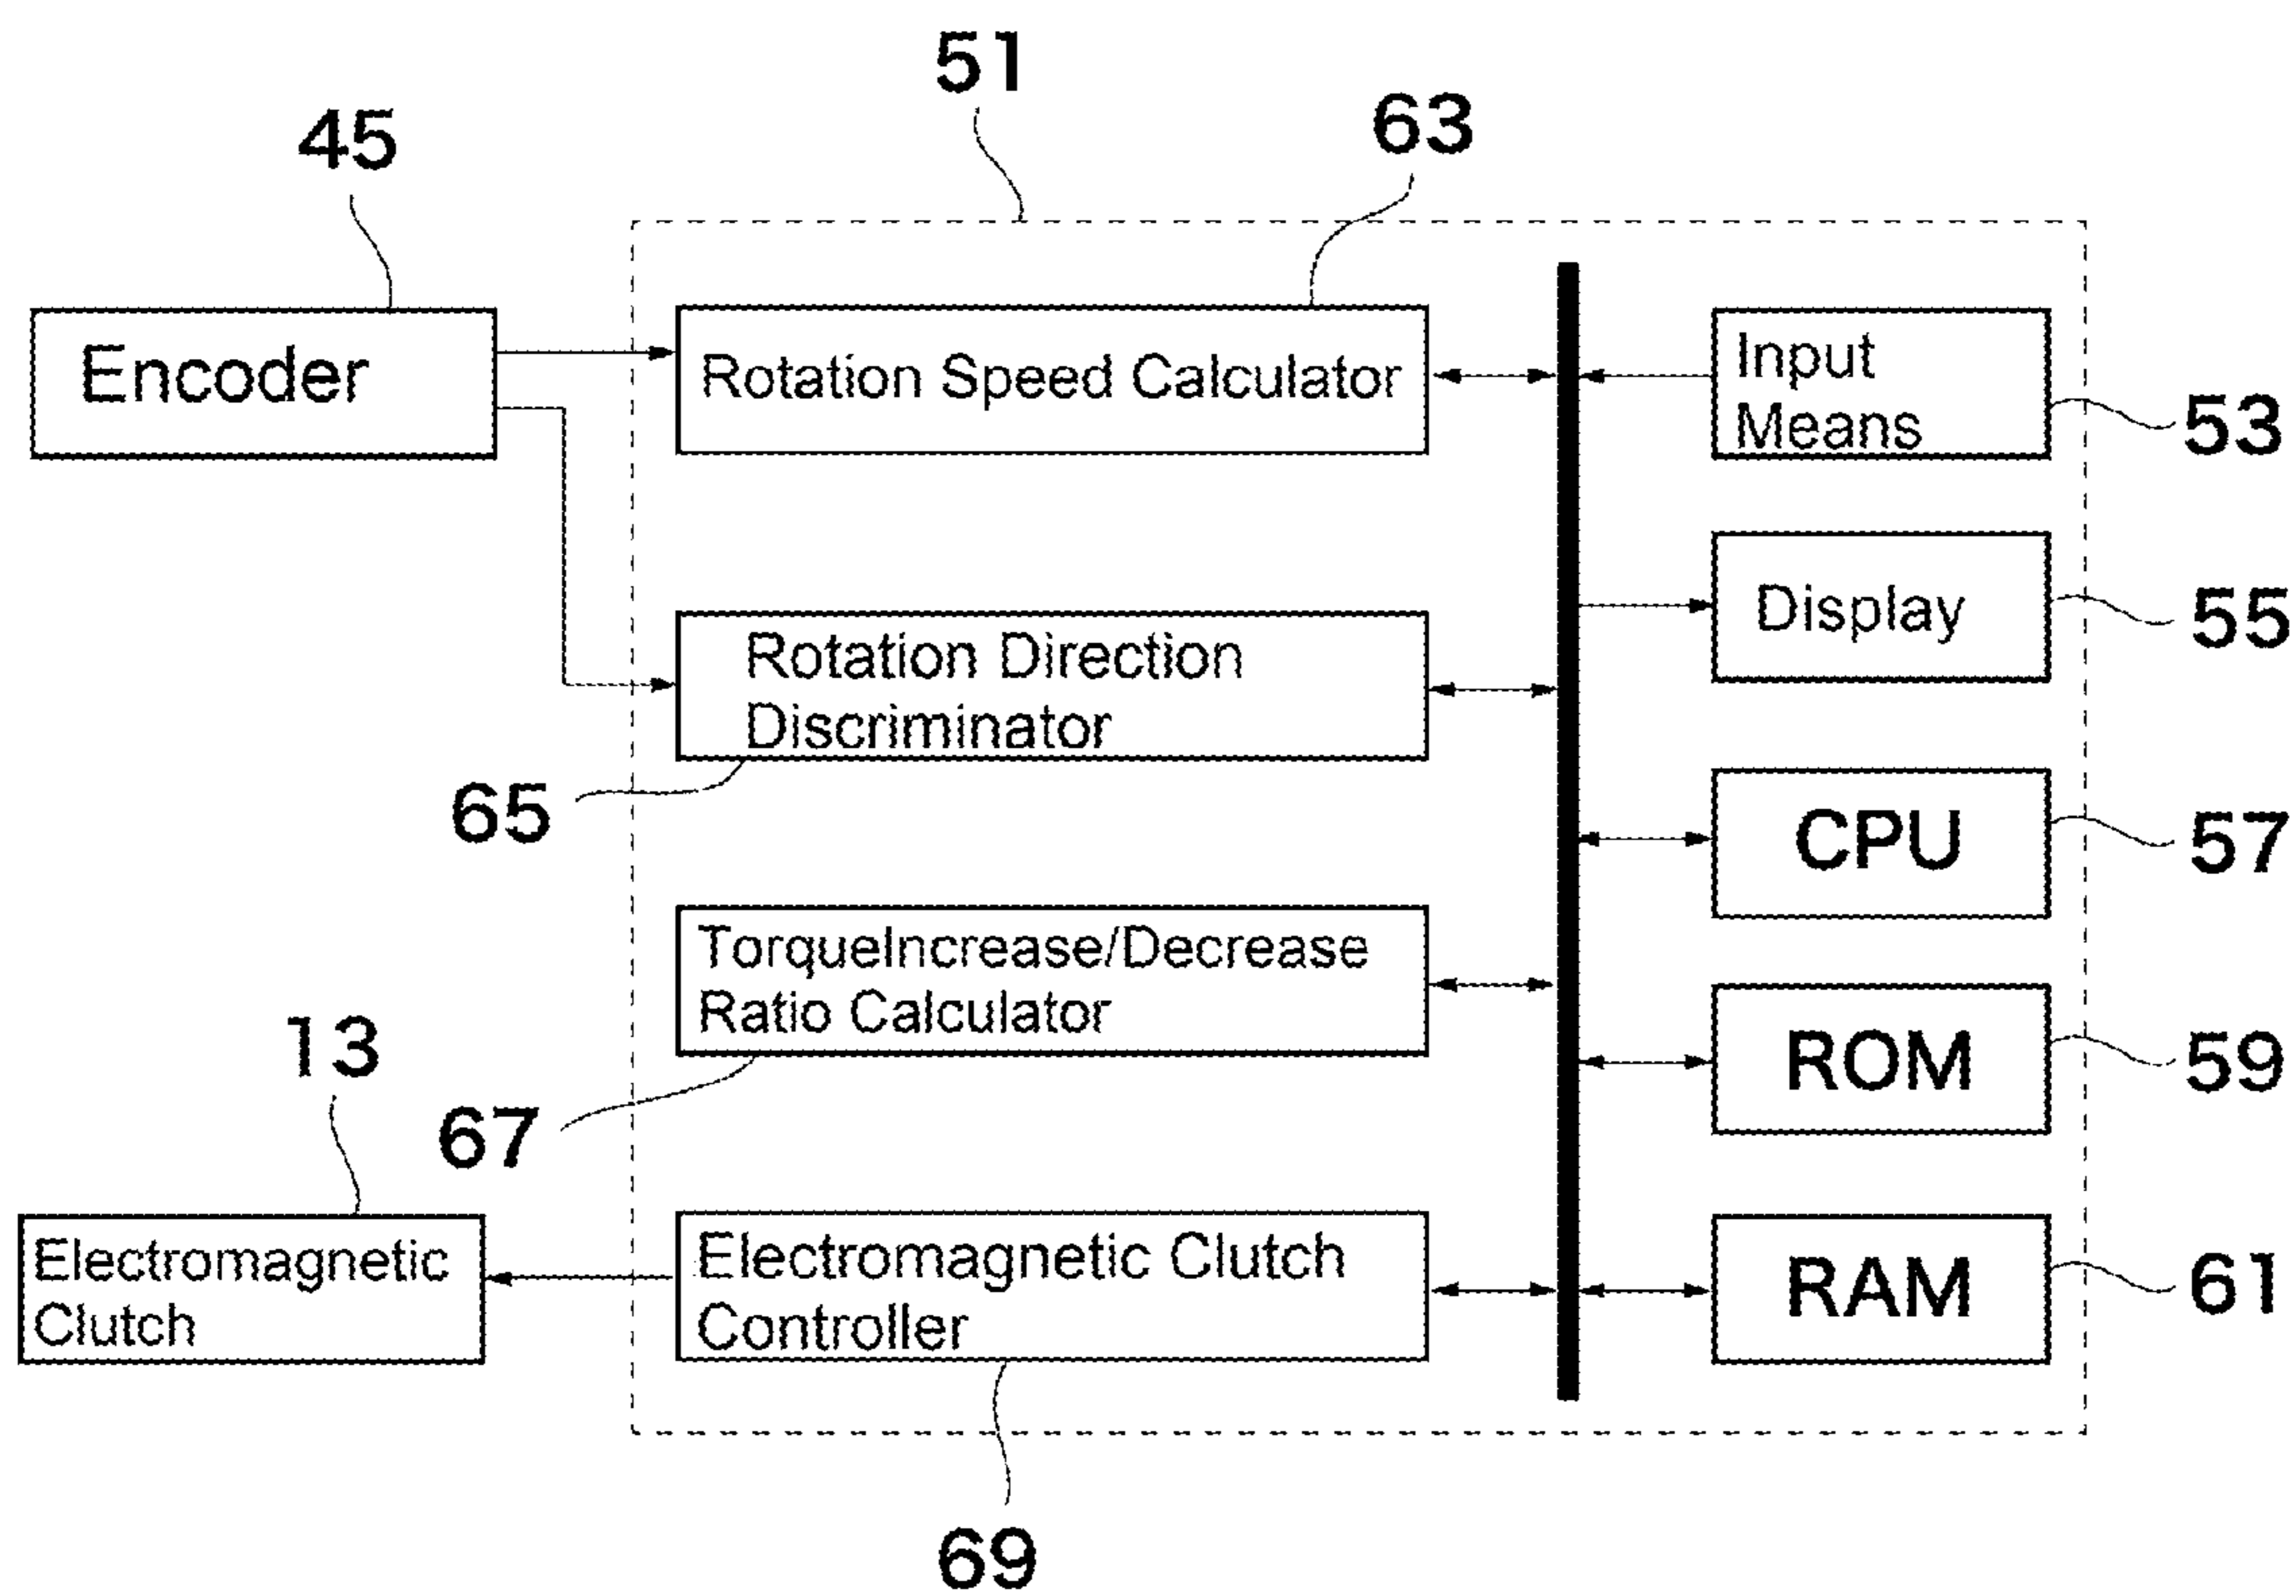 51
63
45
Encoder
Rotation Speed Calculator
Input
Means
53
Rotation Direction
Discriminator
65
Display
55
CPU
57
TorqueIncrease/Decrease
Ratio Calculator
67
ROM
59
13
Electromagnetic
Clutch
Electromagnetic Clutch
Controller
69
RAM
61